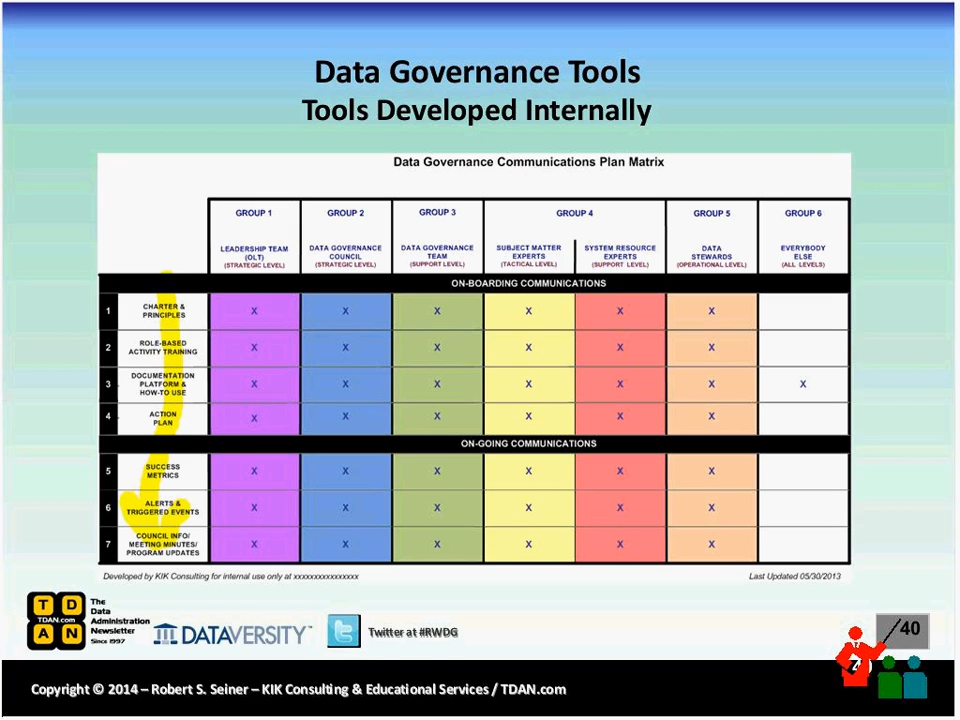 Data Governance Tools
Tools Developed Internally
Data Governance Communications Plan Matrix
GROUP 1 GROUP 2 GROUP 3 GROUP 4 GROUP 5 GROUP 6
LEADERSHIP TEAM DATA GOVERNANCE DATA GOVERNANCE SUBJECT MATTER SYSTEM RESOURCE DATA EVERYBODY
(OLT) COUNCIL TEAM EXPERTS EXPERTS STEWARDS ELSE
(STRATEGIC LEVEL) (STRATEGIC LEVEL) (SUPPORT LEVEL) (TACTICAL LEVEL) (SUPPORT LEVEL) (OPERATIONAL LEVEL) (ALL LEVELS)
ON-BOARDING COMMUNICATIONS
CHARTER &
1 X X X X X X
PRINCIPLES
ROLE-BASED
2 X X X X X X
ACTIVITY TRAINING
DOCUMENTATION
3 PLATFORM & X X X X X X X
HOW-TO USE
ACTION
4 X X X X X X
PLAN
ON-GOING COMMUNICATIONS
SUCCESS
5 X X X X X X
METRICS
ALERTS &
6 X X X X X X
TRIGGERED EVENTS
COUNCIL INFO/
7 MEETING MINUTES/ X X X X X X
PROGRAM UPDATES
Developed by KIK Consulting for internal use only at xxxxxxxxxxxxxxxx Last Updated 05/30/2013
T D
TDAN.com
A N
The
Data
Administration
Newsletter
Since 1997
DATAVERSITY™
Twitter at #RWDG
/40
Copyright © 2014 – Robert S. Seiner – KIK Consulting & Educational Services / TDAN.com